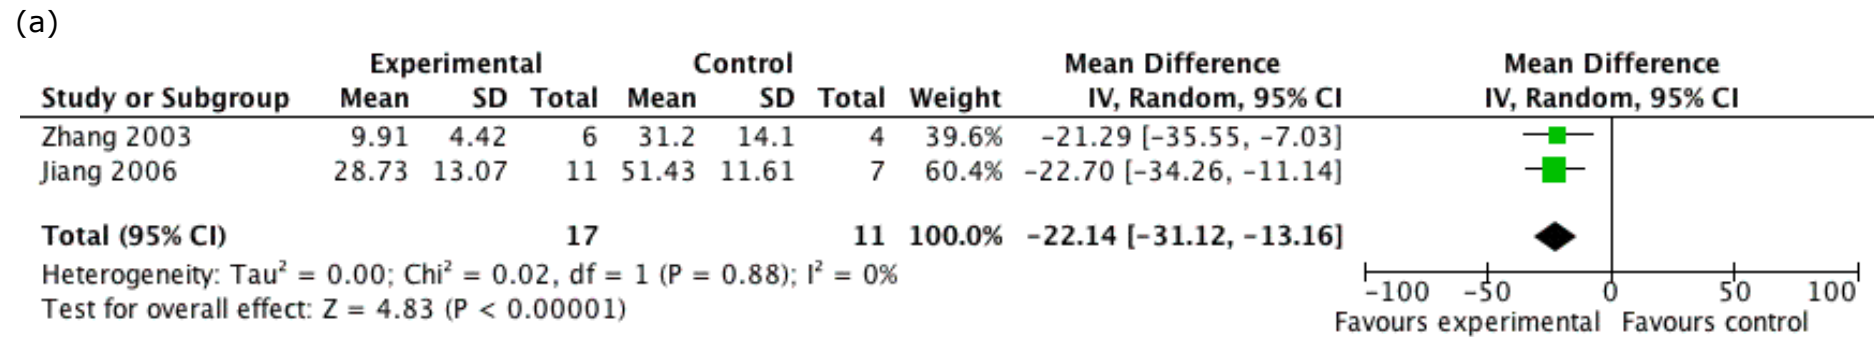 (a)
Experimental Control Mean Difference Mean Difference
Study or Subgroup Mean SD Total Mean SD Total Weight IV, Random, 95% CI IV, Random, 95% CI
Zhang 2003 9.91 4.42 6 31.2 14.1 4 39.6% −21.29 [−35.55, −7.03]
Jiang 2006 28.73 13.07 11 51.43 11.61 7 60.4% −22.70 [−34.26, −11.14]
Total (95% CI) 17 11 100.0% −22.14 [−31.12, −13.16]
Heterogeneity: Tau² = 0.00; Chi² = 0.02, df = 1 (P = 0.88); I² = 0%
Test for overall effect: Z = 4.83 (P < 0.00001)
−100 −50 0 50 100
Favours experimental Favours control